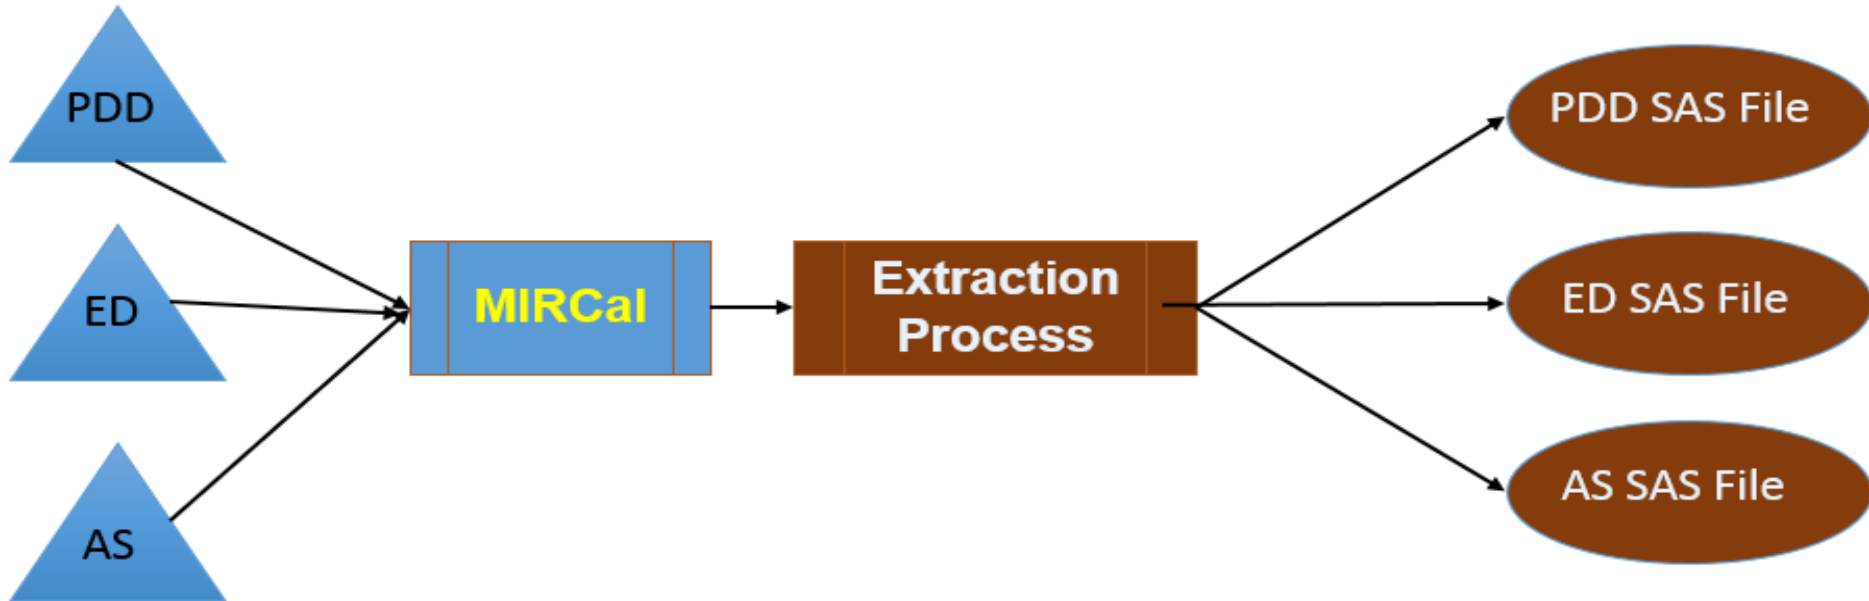 PDD
ED
AS
MIRCal
Extraction
Process
PDD SAS File
ED SAS File
AS SAS File